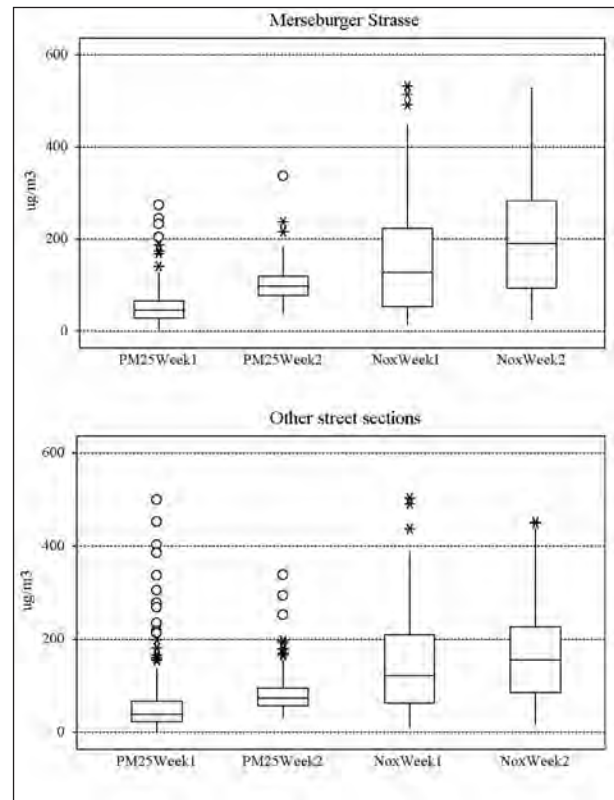 Merseburger Strasse
600
400
200
0
ug/m3
PM25Week1 PM25Week2 NoxWeek1 NoxWeek2
Other street sections
600
400
200
0
ug/m3
PM25Week1 PM25Week2 NoxWeek1 NoxWeek2